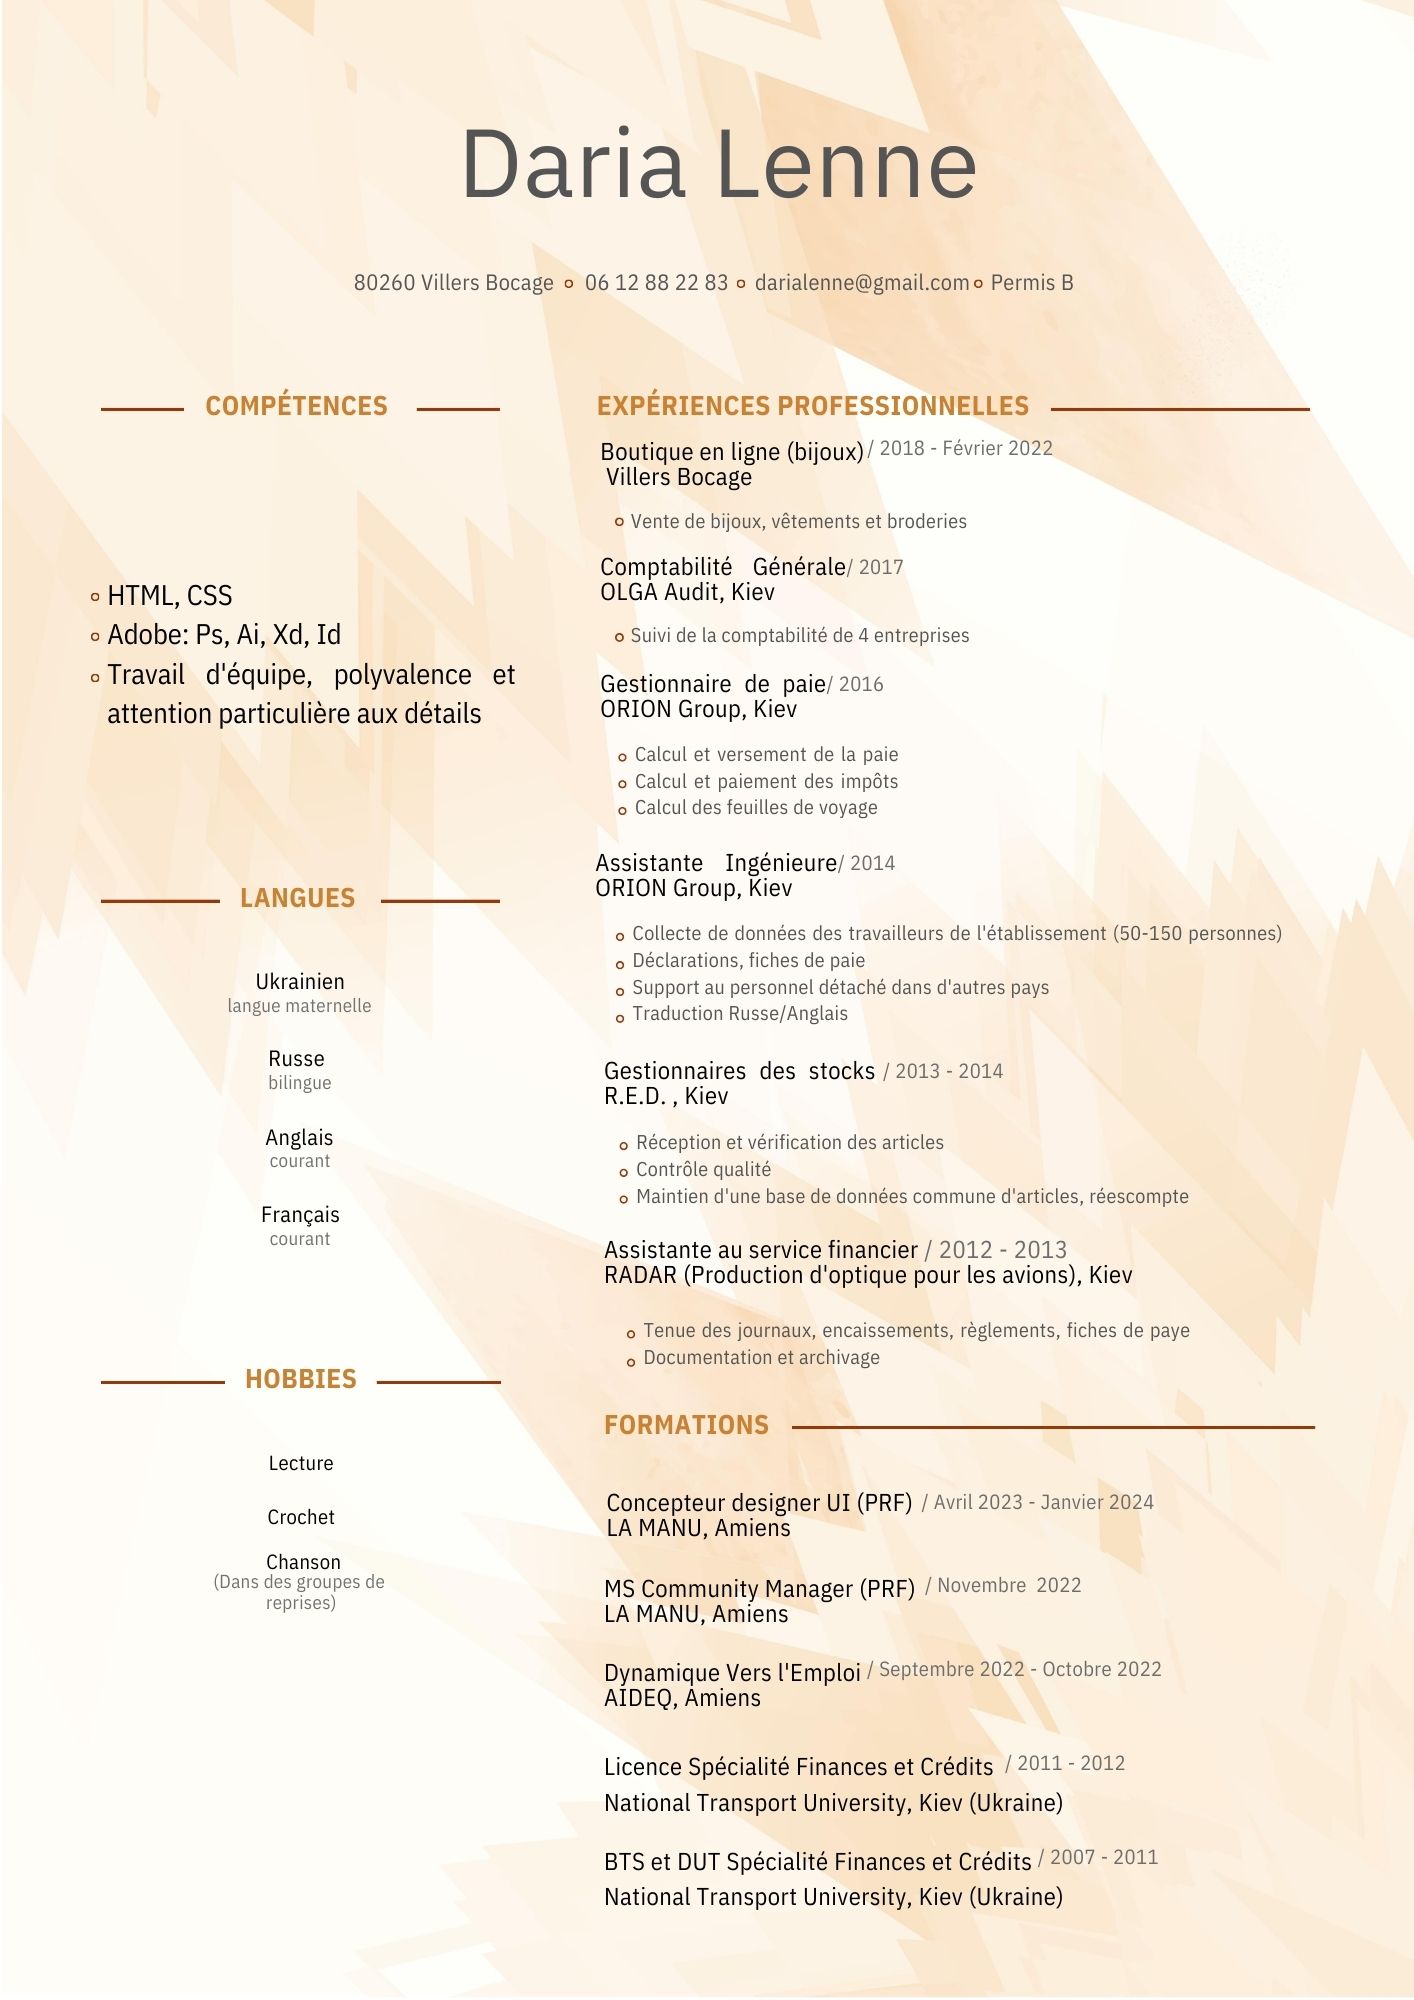 Daria Lenne
80260 Villers Bocage 06 12 88 22 83 darialenne@gmail.com Permis B
COMPÉTENCES
HTML, CSS
Adobe: Ps, Ai, Xd, Id
Travail d'équipe, polyvalence et
attention particulière aux détails
LANGUES
Ukrainien
langue maternelle
Russe
bilingue
Anglais
courant
Français
courant
HOBBIES
Lecture
Crochet
Chanson
(Dans des groupes de
reprises)
EXPÉRIENCES PROFESSIONNELLES
Boutique en ligne (bijoux) / 2018 - Février 2022
Villers Bocage
Vente de bijoux, vêtements et broderies
Comptabilité Générale/ 2017
OLGA Audit, Kiev
Suivi de la comptabilité de 4 entreprises
Gestionnaire de paie/ 2016
ORION Group, Kiev
Calcul et versement de la paie
Calcul et paiement des impôts
Calcul des feuilles de voyage
Assistante Ingénieure/ 2014
ORION Group, Kiev
Collecte de données des travailleurs de l'établissement (50-150 personnes)
Déclarations, fiches de paie
Support au personnel détaché dans d'autres pays
Traduction Russe/Anglais
Gestionnaires des stocks / 2013 - 2014
R.E.D. , Kiev
Réception et vérification des articles
Contrôle qualité
Maintien d'une base de données commune d'articles, réescompte
Assistante au service financier / 2012 - 2013
RADAR (Production d'optique pour les avions), Kiev
Tenue des journaux, encaissements, règlements, fiches de paye
Documentation et archivage
FORMATIONS
Concepteur designer UI (PRF) / Avril 2023 - Janvier 2024
LA MANU, Amiens
MS Community Manager (PRF) / Novembre 2022
LA MANU, Amiens
Dynamique Vers l'Emploi / Septembre 2022 - Octobre 2022
AIDEQ, Amiens
Licence Spécialité Finances et Crédits / 2011 - 2012
National Transport University, Kiev (Ukraine)
BTS et DUT Spécialité Finances et Crédits / 2007 - 2011
National Transport University, Kiev (Ukraine)